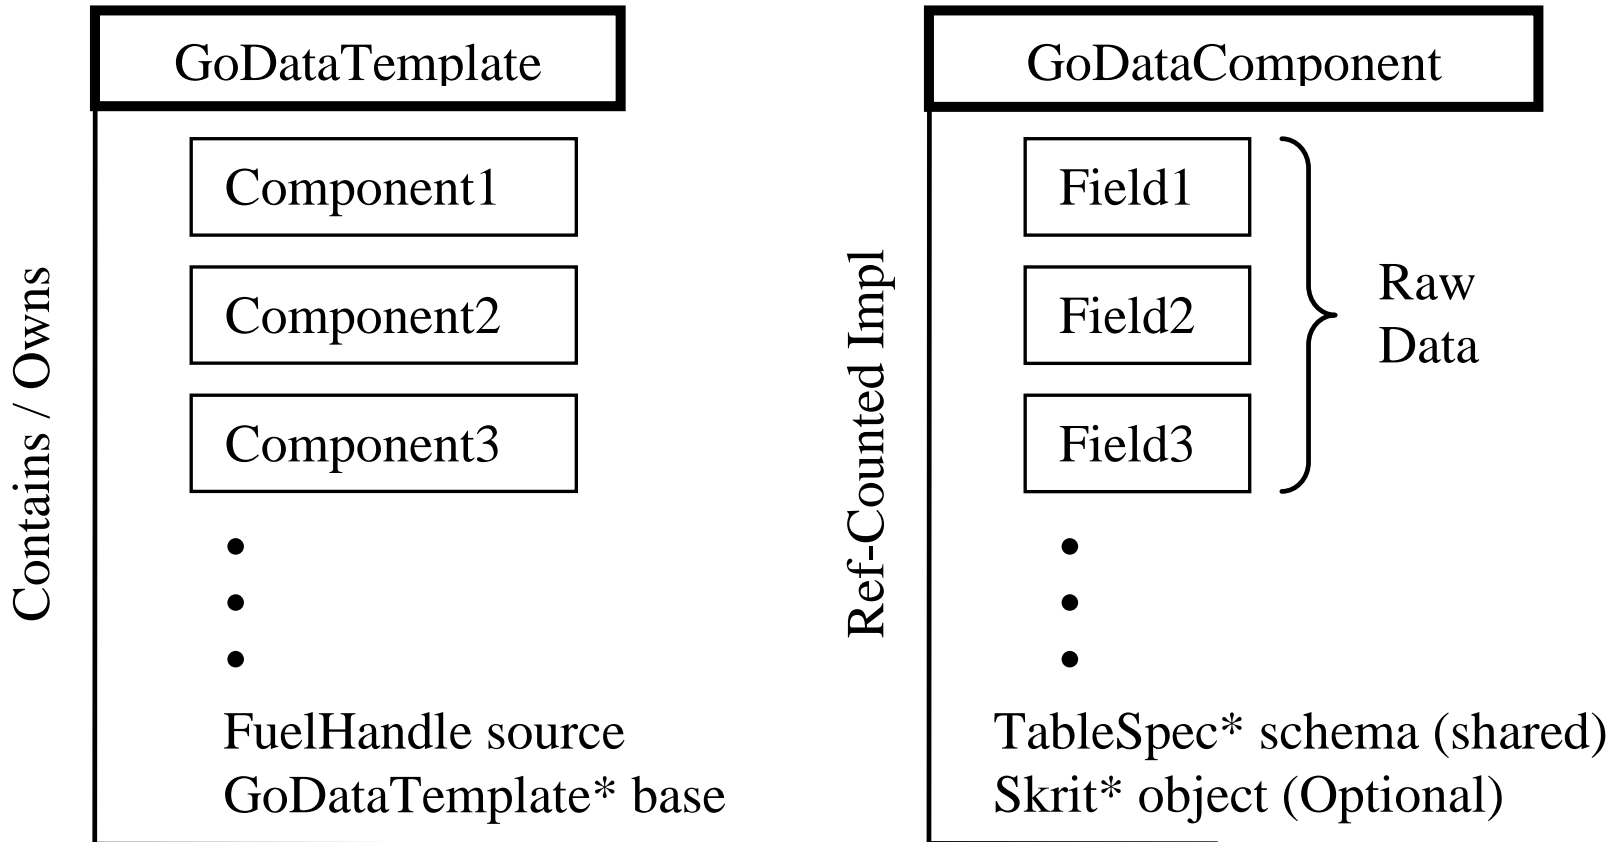 GoDataTemplate
Contains / Owns
Component1
Component2
Component3
FuelHandle source
GoDataTemplate* base
GoDataComponent
Ref-Counted Impl
Field1
Field2
Field3
Raw
Data
TableSpec* schema (shared)
Skrit* object (Optional)